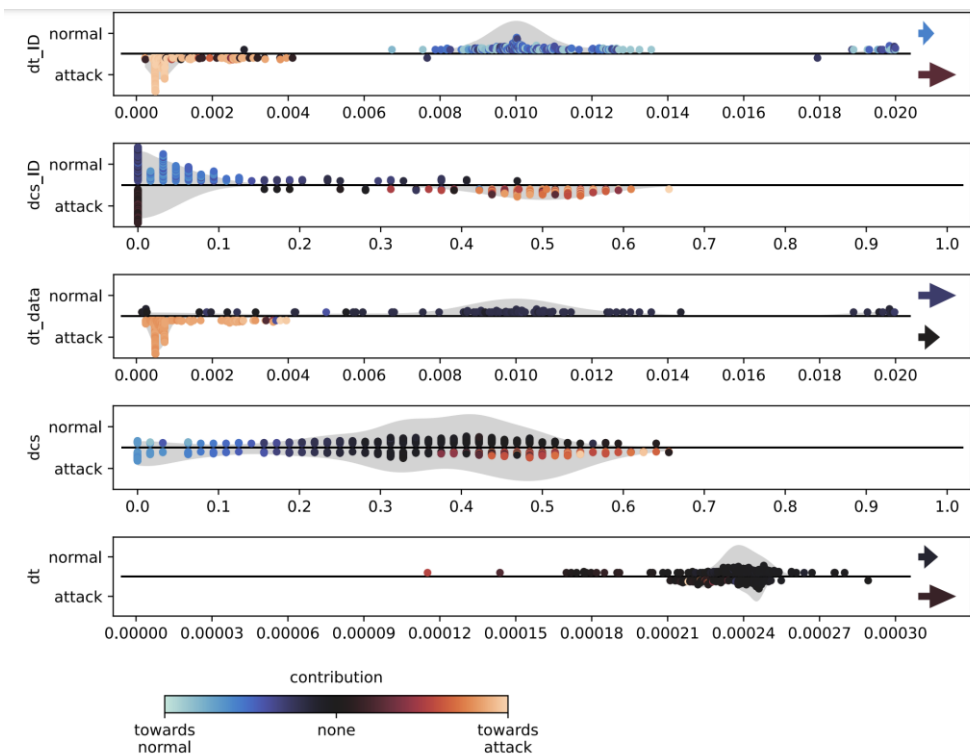 dt_ID
normal
attack
0.000 0.002 0.004 0.006 0.008 0.010 0.012 0.014 0.016 0.018 0.020
dcs_ID
normal
attack
0.0 0.1 0.2 0.3 0.4 0.5 0.6 0.7 0.8 0.9 1.0
dt_data
normal
attack
0.000 0.002 0.004 0.006 0.008 0.010 0.012 0.014 0.016 0.018 0.020
dcs
normal
attack
0.0 0.1 0.2 0.3 0.4 0.5 0.6 0.7 0.8 0.9 1.0
dt
normal
attack
0.00000 0.00003 0.00006 0.00009 0.00012 0.00015 0.00018 0.00021 0.00024 0.00027 0.00030
contribution
towards none towards
normal attack